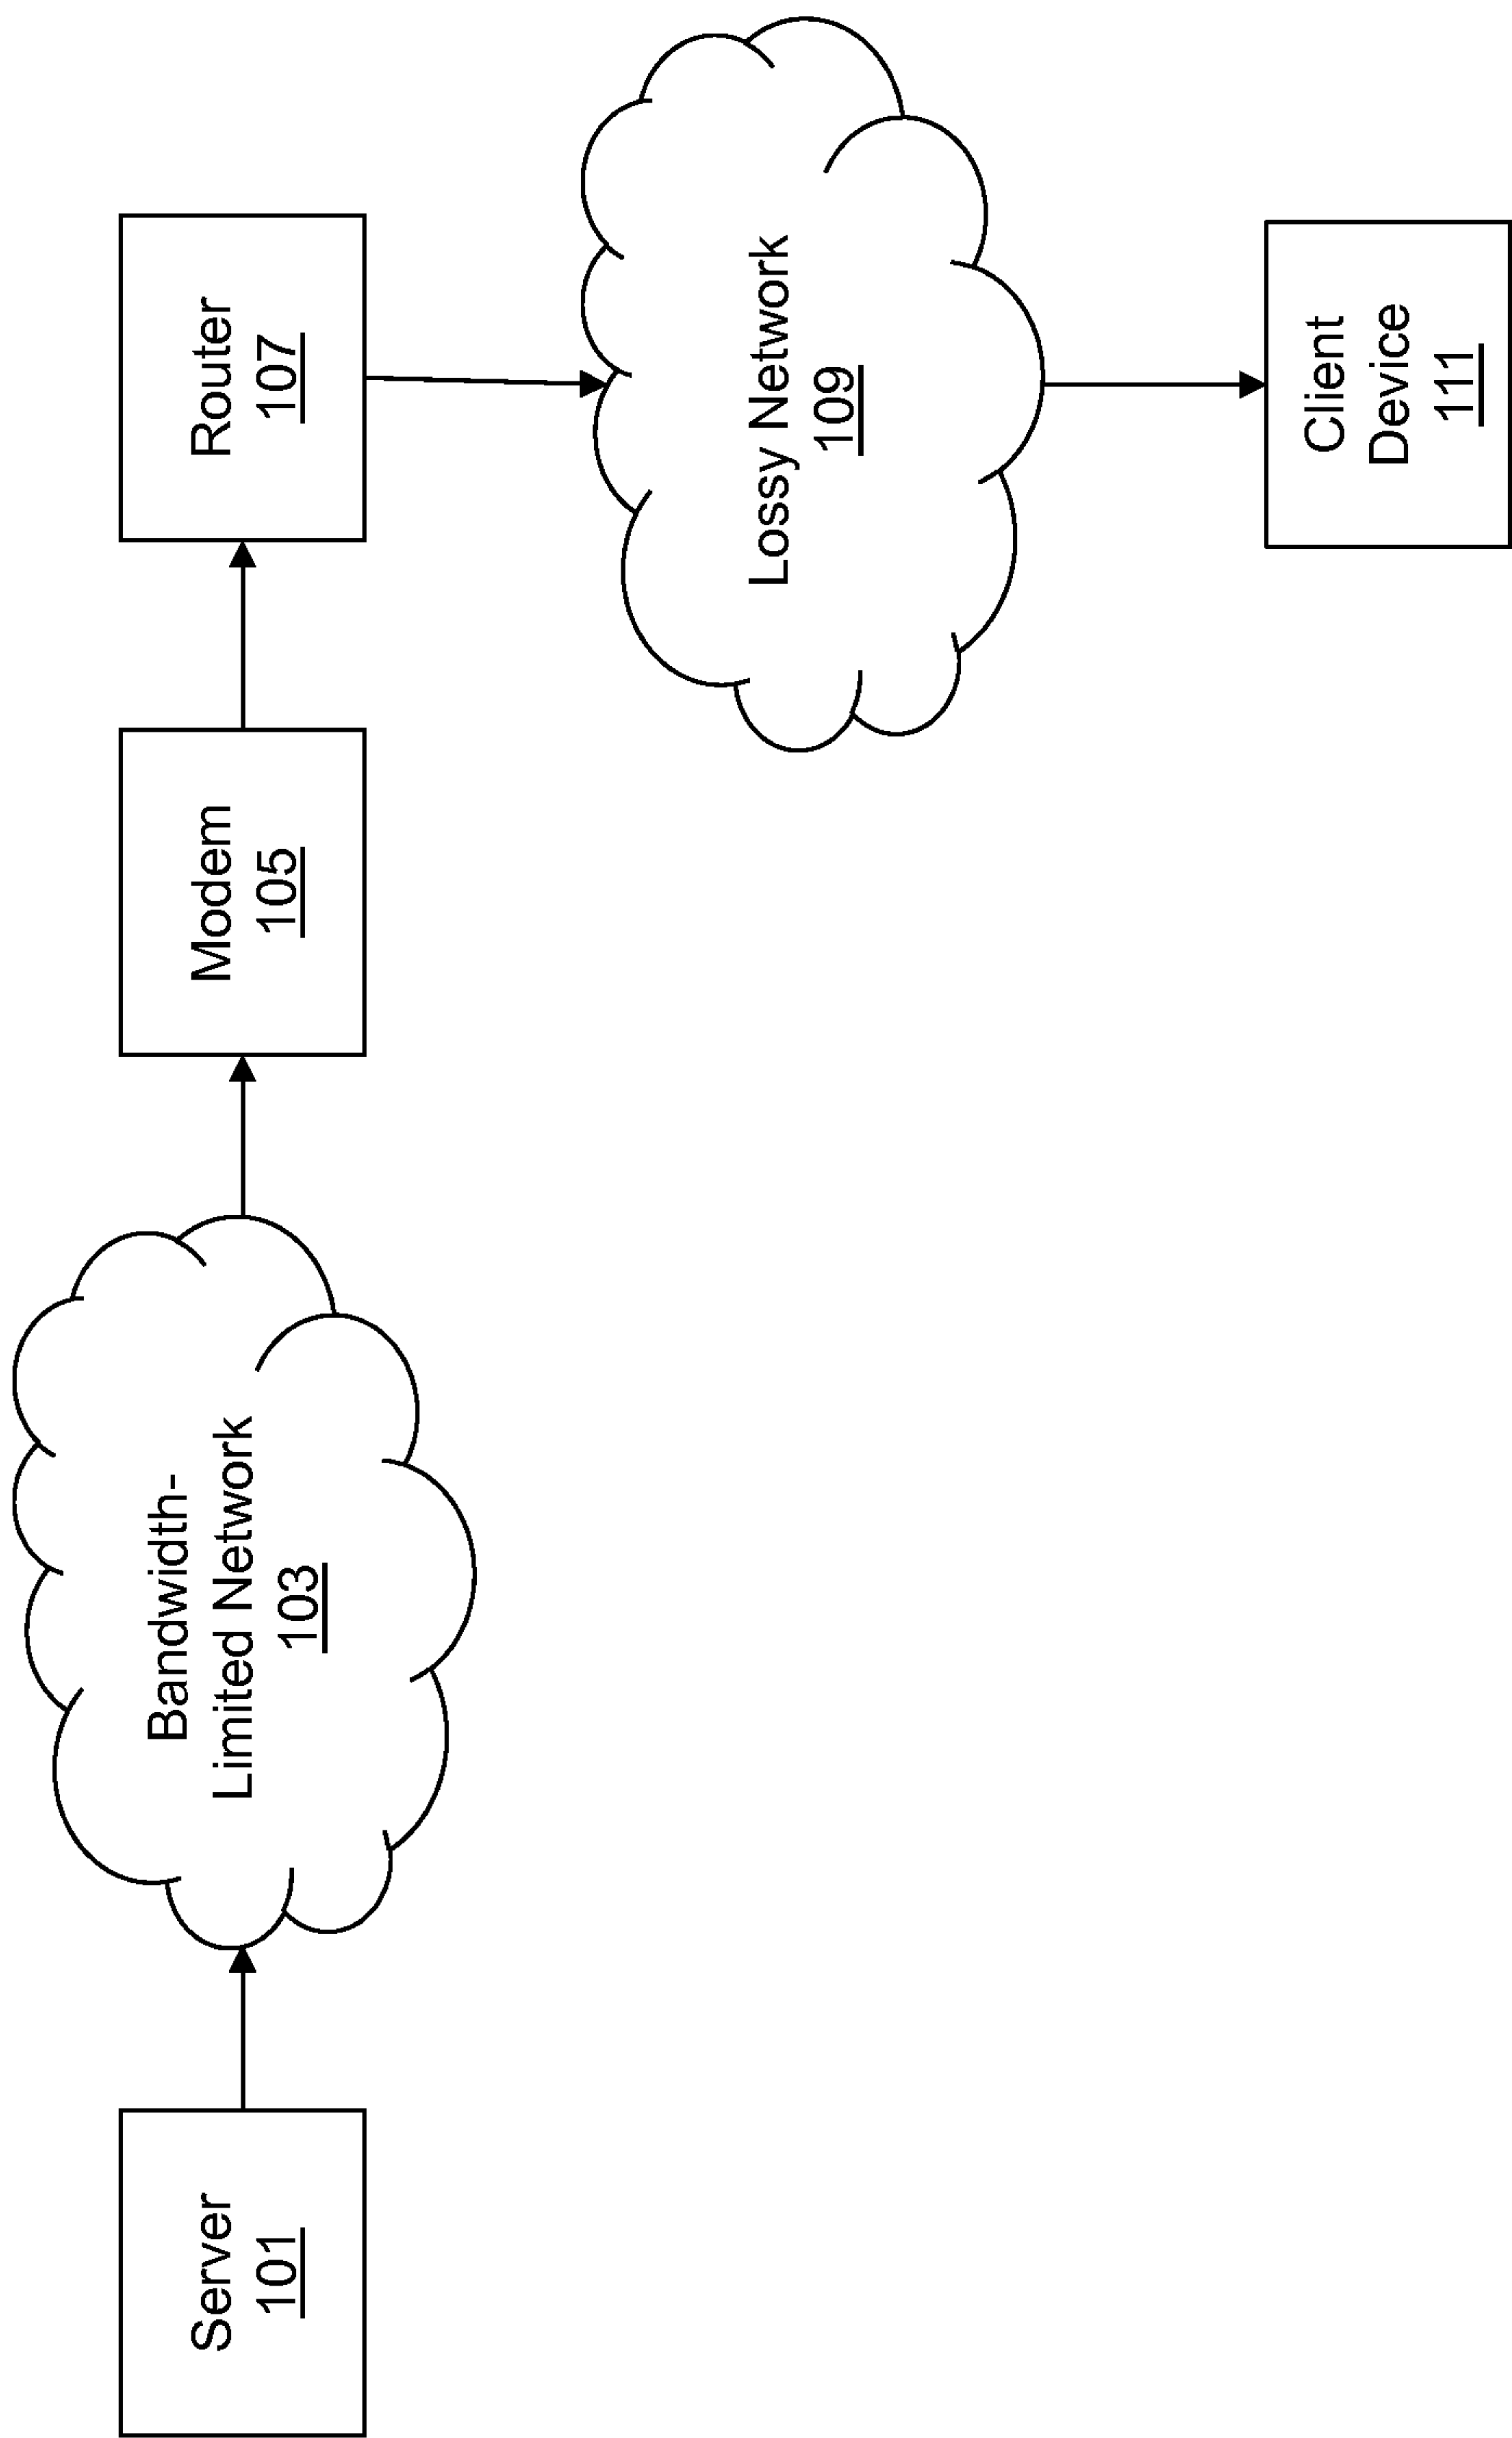 Server
101
Bandwidth-
Limited Network
103
Modem
105
Router
107
Lossy Network
109
Client
Device
111